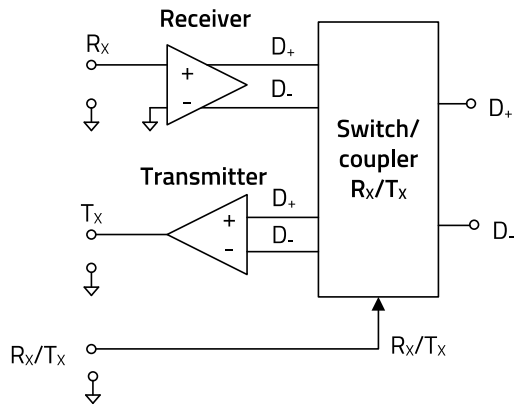 Receiver
Rx
D+
+
D-
-
Switch/
coupler
Rx/Tx
D+
D-
Transmitter
Tx
D+
+
D-
-
Rx/Tx
Rx/Tx